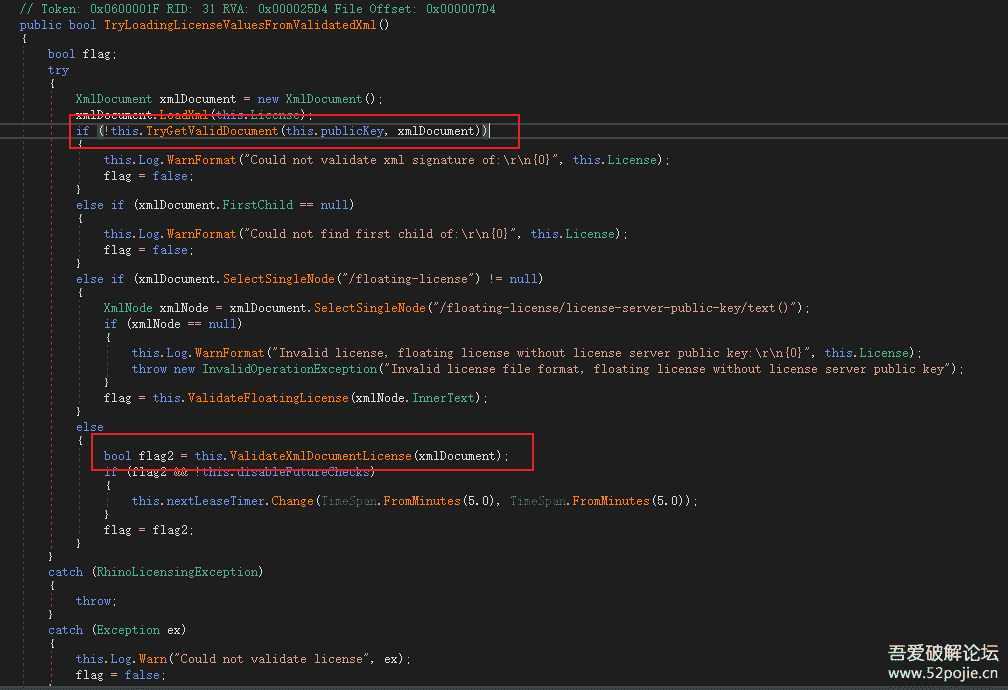 // Token: 0x0600001F RID: 31 RVA: 0x000025D4 File Offset: 0x000007D4
public bool TryLoadingLicenseValuesFromValidatedXml()
{
bool flag;
try
{
XmlDocument xmlDocument = new XmlDocument();
xmlDocument.LoadXml(this.License);
if (!this.TryGetValidDocument(this.publicKey, xmlDocument))
{
this.Log.WarnFormat("Could not validate xml signature of:\r\n{0}", this.License);
flag = false;
}
else if (xmlDocument.FirstChild == null)
{
this.Log.WarnFormat("Could not find first child of:\r\n{0}", this.License);
flag = false;
}
else if (xmlDocument.SelectSingleNode("/floating-license") != null)
{
XmlNode xmlNode = xmlDocument.SelectSingleNode("/floating-license/license-server-public-key/text()");
if (xmlNode == null)
{
this.Log.WarnFormat("Invalid license, floating license without license server public key:\r\n{0}", this.License);
throw new InvalidOperationException("Invalid license file format, floating license without license server public key");
}
flag = this.ValidateFloatingLicense(xmlNode.InnerText);
}
else
{
bool flag2 = this.ValidateXmlDocumentLicense(xmlDocument);
if (flag2 && !this.disableFutureChecks)
{
this.nextLeaseTimer.Change(TimeSpan.FromMinutes(5.0), TimeSpan.FromMinutes(5.0));
}
flag = flag2;
}
}
catch (RhinoLicensingException)
{
throw;
}
catch (Exception ex)
{
this.Log.Warn("Could not validate license", ex);
flag = false;
吾爱破解论坛
www.52pojie.cn